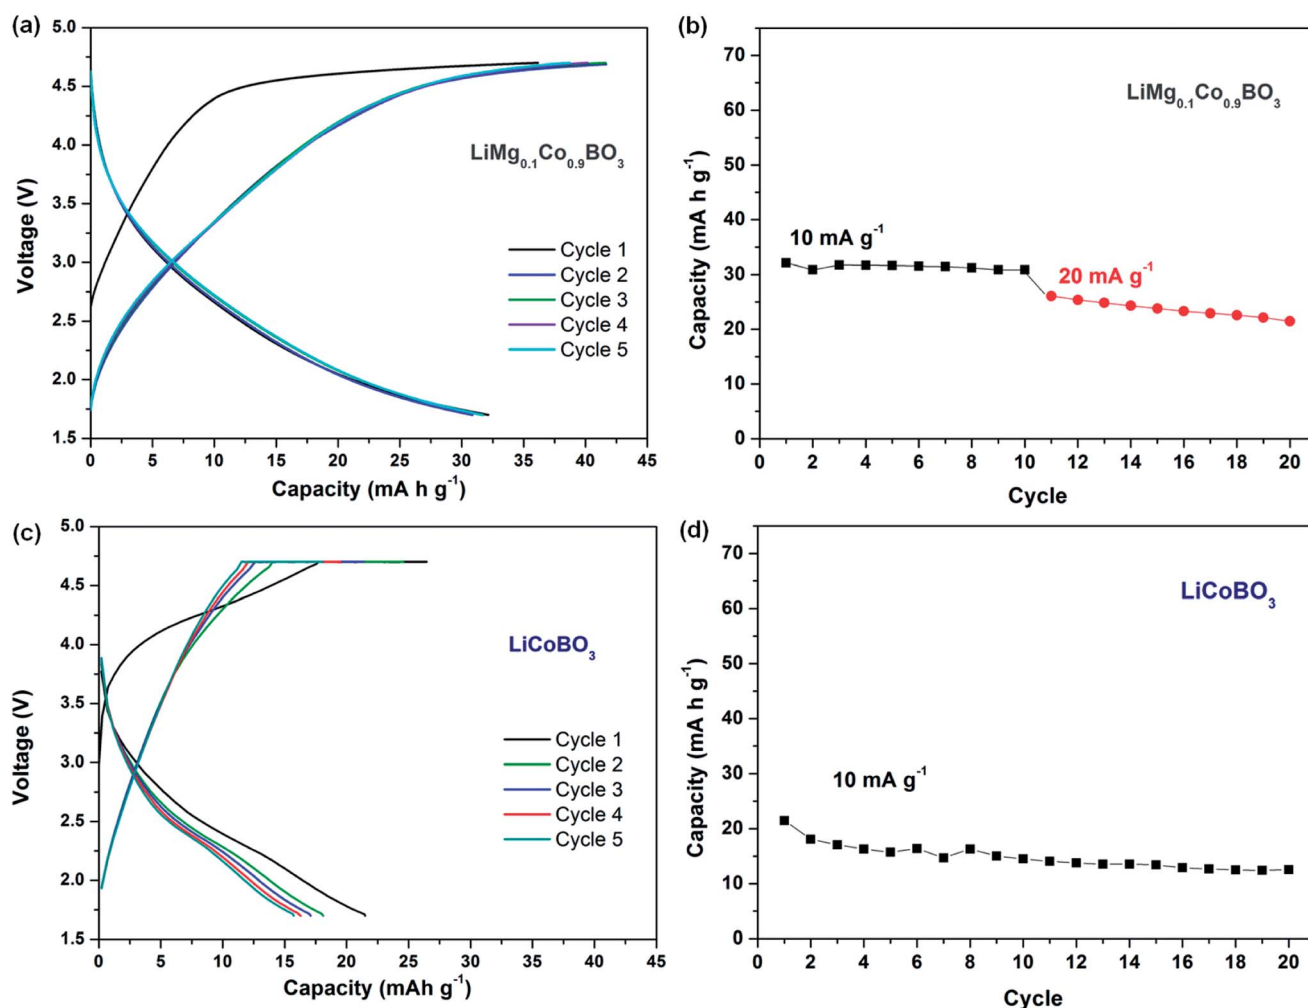 (a)
5.0
4.5
4.0
3.5
3.0
2.5
2.0
1.5
Voltage (V)
LiMg0.1Co0.9BO3
Cycle 1
Cycle 2
Cycle 3
Cycle 4
Cycle 5
0 5 10 15 20 25 30 35 40 45
Capacity (mA h g-1)
(b)
70
60
50
40
30
20
10
0
Capacity (mA h g-1)
LiMg0.1Co0.9BO3
10 mA g-1
20 mA g-1
0 2 4 6 8 10 12 14 16 18 20
Cycle
(c)
5.0
4.5
4.0
3.5
3.0
2.5
2.0
1.5
Voltage (V)
LiCoBO3
Cycle 1
Cycle 2
Cycle 3
Cycle 4
Cycle 5
0 5 10 15 20 25 30 35 40 45
Capacity (mAh g-1)
(d)
70
60
50
40
30
20
10
0
Capacity (mA h g-1)
LiCoBO3
10 mA g-1
0 2 4 6 8 10 12 14 16 18 20
Cycle